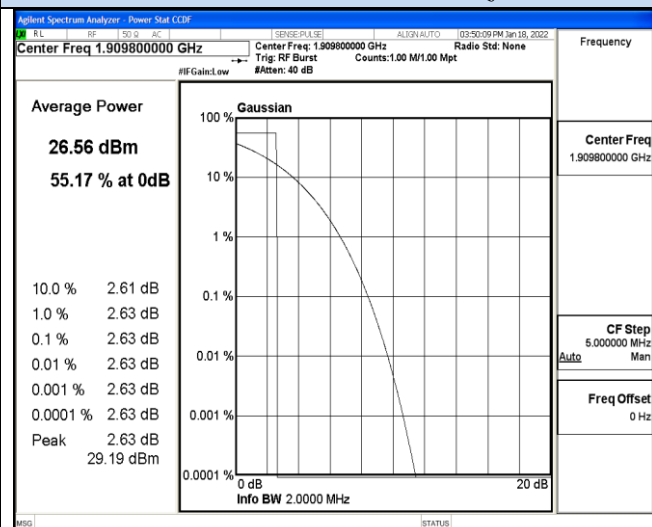 Agilent Spectrum Analyzer - Power Stat CCDF
RL RF 50 Ω AC SENSE:PULSE ALIGN AUTO 03:50:09 PM Jan 18, 2022
Center Freq 1.909800000 GHz
Center Freq: 1.909800000 GHz Radio Std: None
Trig: RF Burst Counts:1.00 M/1.00 Mpt
#IFGain:Low #Atten: 40 dB
Frequency
Average Power
26.56 dBm
55.17 % at 0dB
10.0 % 2.61 dB
1.0 % 2.63 dB
0.1 % 2.63 dB
0.01 % 2.63 dB
0.001 % 2.63 dB
0.0001 % 2.63 dB
Peak 2.63 dB
29.19 dBm
Gaussian
100 %
10 %
1 %
0.1 %
0.01 %
0.001 %
0.0001 %
0 dB 20 dB
Info BW 2.0000 MHz
Center Freq
1.909800000 GHz
CF Step
5.000000 MHz
Auto Man
Freq Offset
0 Hz
MSG STATUS